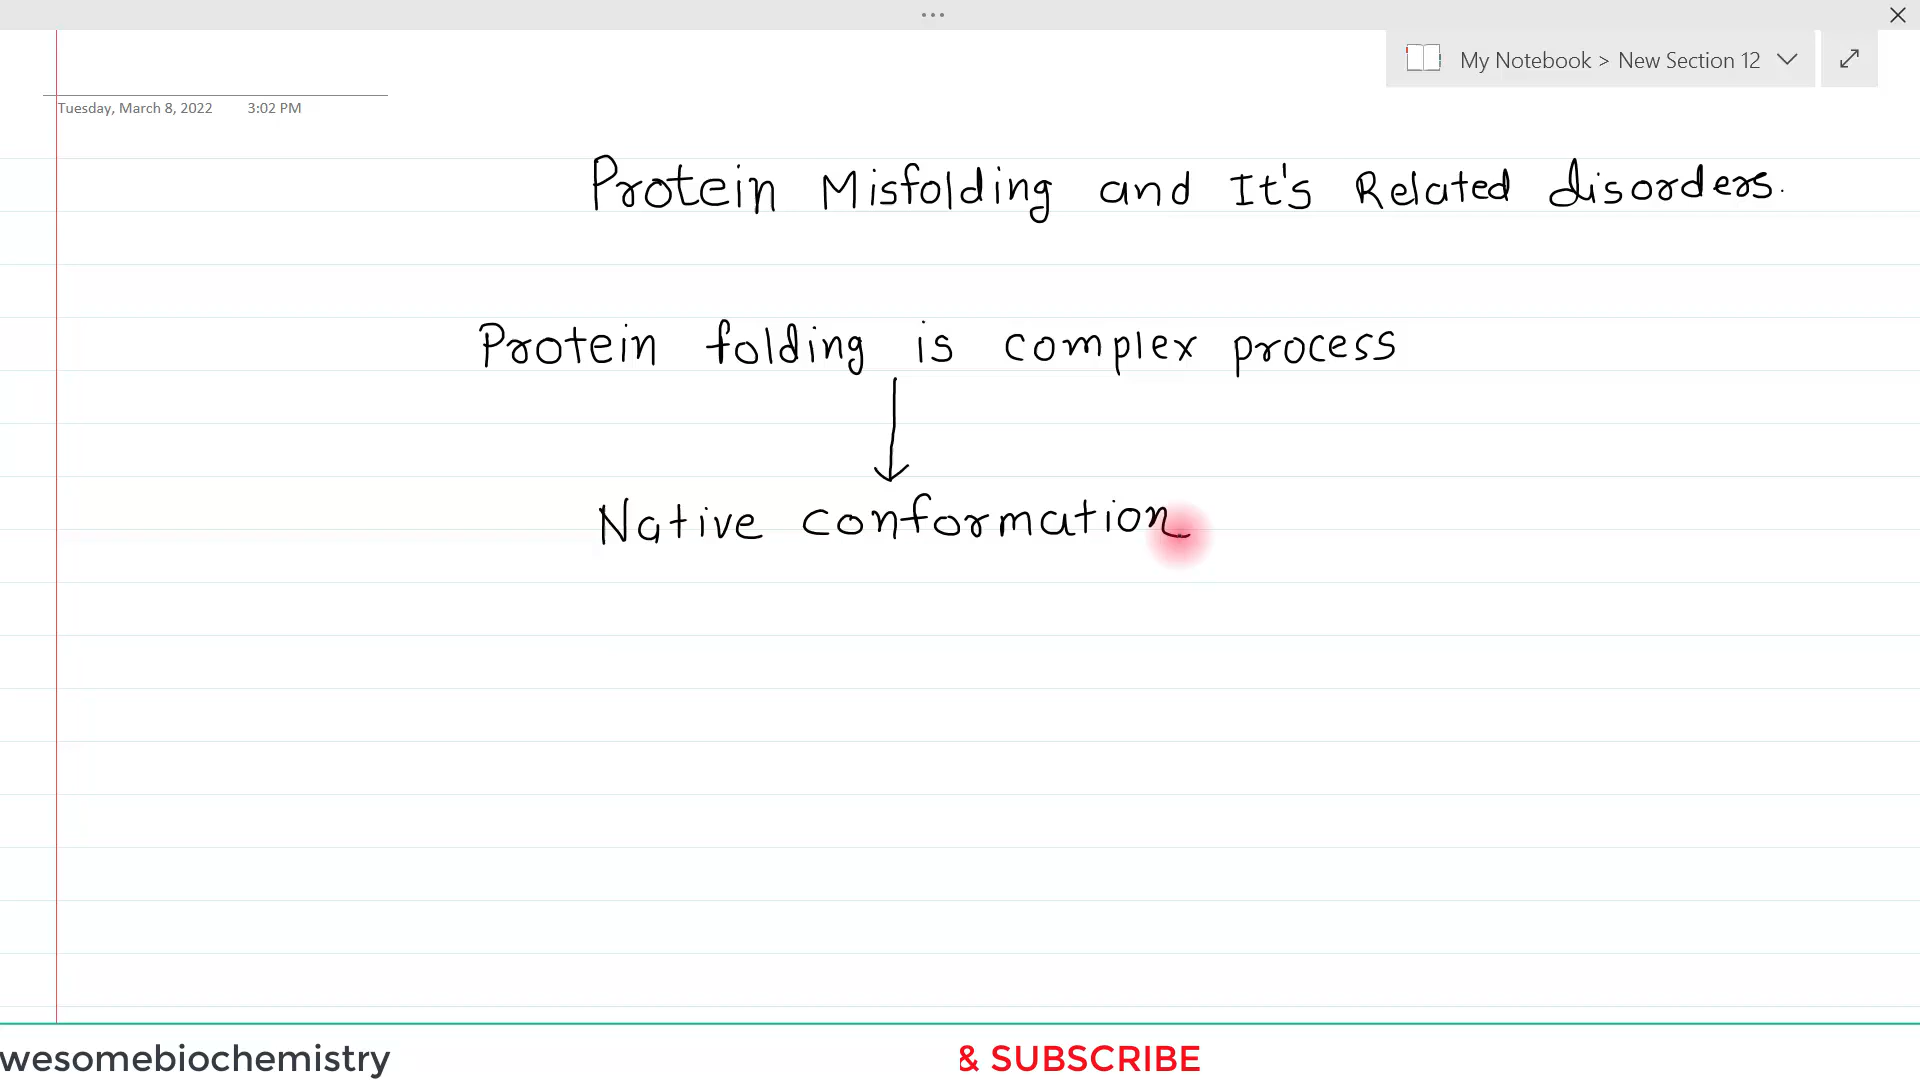 My Notebook > New Section 12
Tuesday, March 8, 2022 3:02 PM
Protein Misfolding and It's Related disorders.
Protein folding is complex process
Native conformation
wesomebiochemistry & SUBSCRIBE